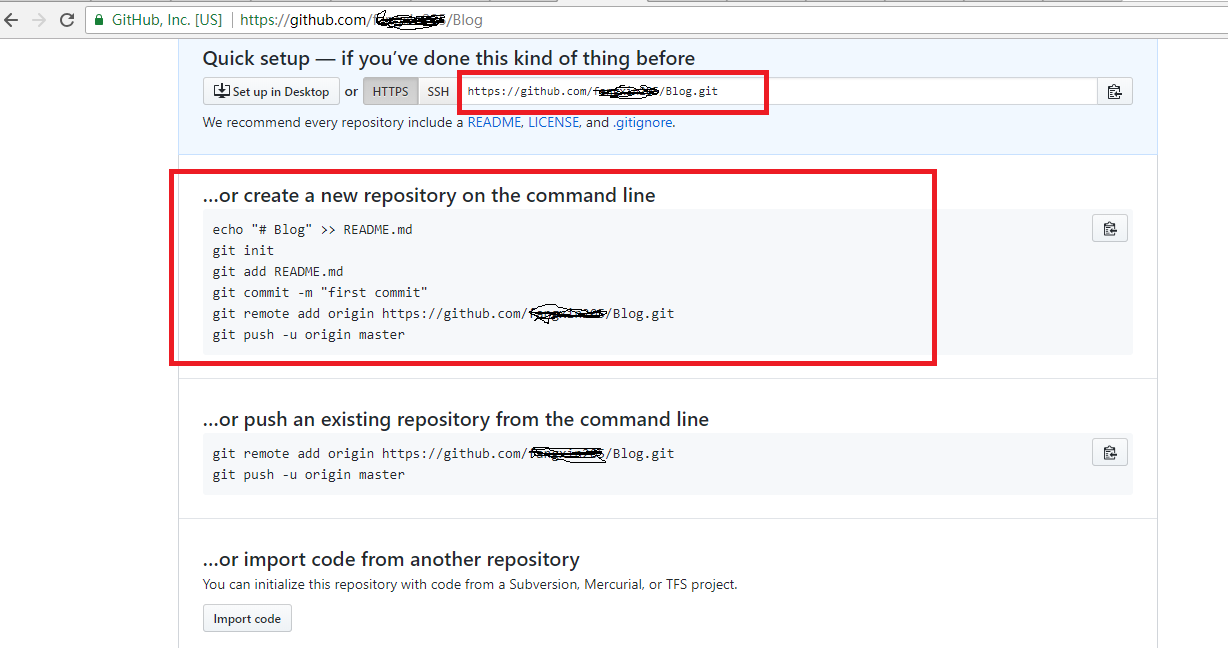 GitHub, Inc. [US] | https://github.com/ /Blog
Quick setup — if you've done this kind of thing before
Set up in Desktop or HTTPS SSH https://github.com/ /Blog.git
We recommend every repository include a README, LICENSE, and .gitignore.
...or create a new repository on the command line
echo "# Blog" >> README.md
git init
git add README.md
git commit -m "first commit"
git remote add origin https://github.com/ /Blog.git
git push -u origin master
...or push an existing repository from the command line
git remote add origin https://github.com/ /Blog.git
git push -u origin master
...or import code from another repository
You can initialize this repository with code from a Subversion, Mercurial, or TFS project.
Import code